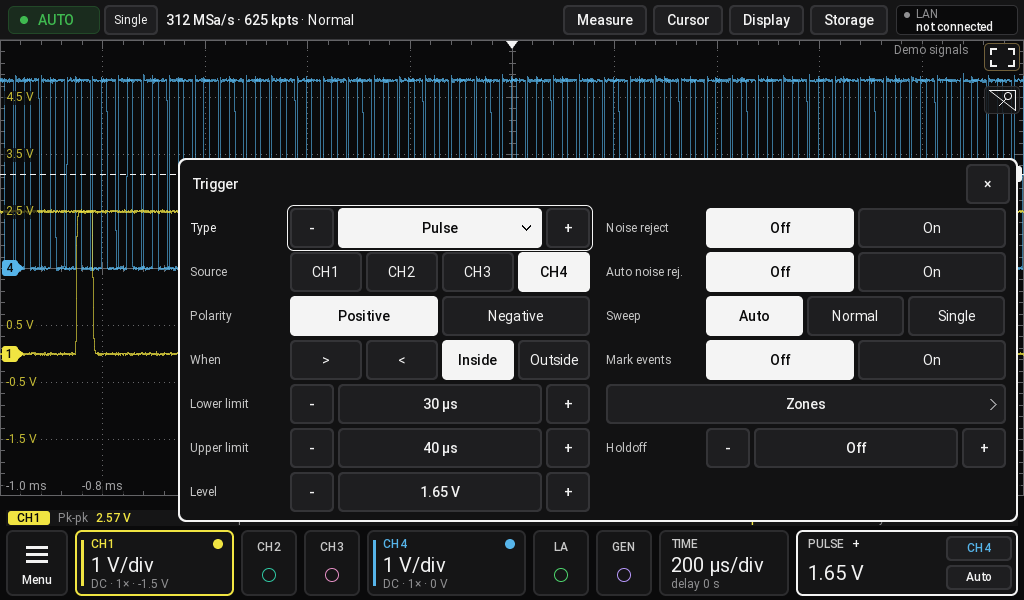 AUTO Single 312 MSa/s · 625 kpts · Normal Measure Cursor Display Storage LAN not connected
Demo signals
4.5 V
3.5 V
2.5 V
4
0.5 V
1
-0.5 V
-1.5 V
-1.0 ms -0.8 ms
Trigger ×
Type - Pulse + Noise reject Off On
Source CH1 CH2 CH3 CH4 Auto noise rej. Off On
Polarity Positive Negative Sweep Auto Normal Single
When > < Inside Outside Mark events Off On
Lower limit - 30 µs + Zones
Upper limit - 40 µs + Holdoff - Off +
Level - 1.65 V +
CH1 Pk-pk 2.57 V
Menu
CH1
1 V/div
DC · 1× · -1.5 V
CH2
CH3
CH4
1 V/div
DC · 1× · 0 V
LA
GEN
TIME
200 µs/div
delay 0 s
PULSE + CH4
1.65 V Auto